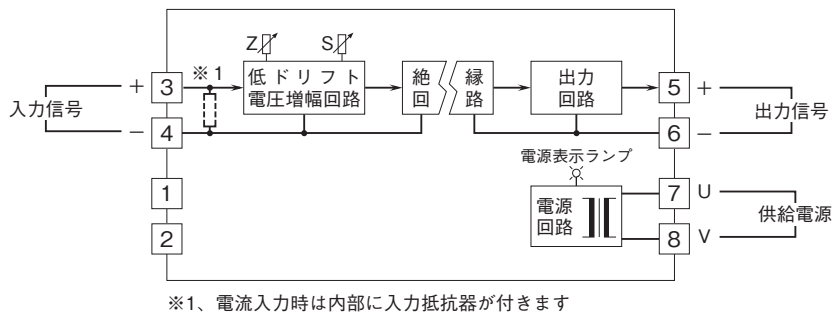 Z
S
※1
+
3
低ドリフト
電圧増幅回路
絶
回
縁
路
出力
回路
5
+
入力信号
出力信号
−
4
6
−
電源表示ランプ
1
7
U
電源
回路
供給電源
2
8
V
※1、電流入力時は内部に入力抵抗器が付きます